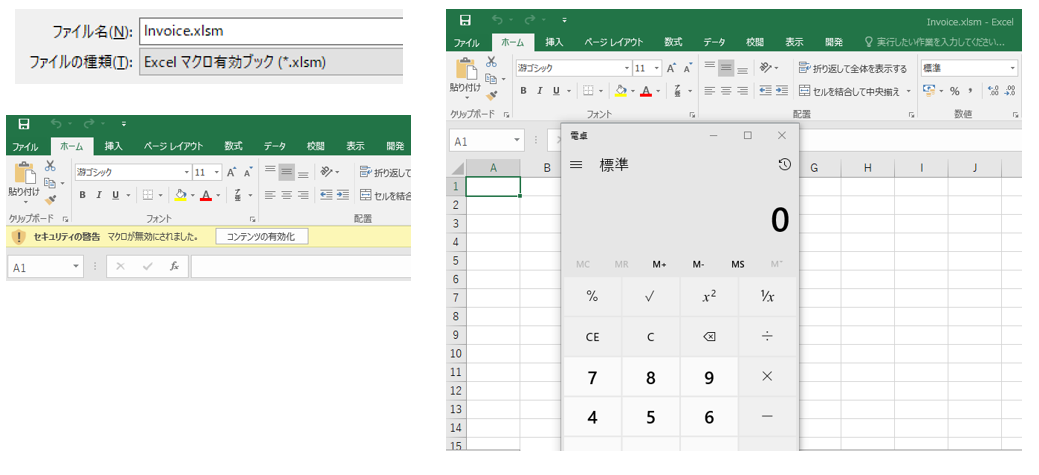 ファイル名(N): Invoice.xlsm
ファイルの種類(T): Excel マクロ有効ブック (*.xlsm)
ファイル ホーム 挿入 ページ レイアウト 数式 データ 校閲 表示 開発
貼り付け 游ゴシック 11 A A 折り返して
B I U A セルを結合
クリップボード フォント 配置
セキュリティの警告 マクロが無効にされました。 コンテンツの有効化
A1 fx
Invoice.xlsm - Excel
ファイル ホーム 挿入 ページ レイアウト 数式 データ 校閲 表示 開発 実行したい作業を入力してください...
貼り付け 游ゴシック 11 A A 折り返して全体を表示する 標準
B I U A セルを結合して中央揃え % ,
クリップボード フォント 配置 数値
A1
A B G H I J
1
2
3
4
5
6
7
8
9
10
11
12
13
14
15
電卓
標準
0
MC MR M+ M- MS M˅
% √ x² ¹/x
CE C ÷
7 8 9 ×
4 5 6 −